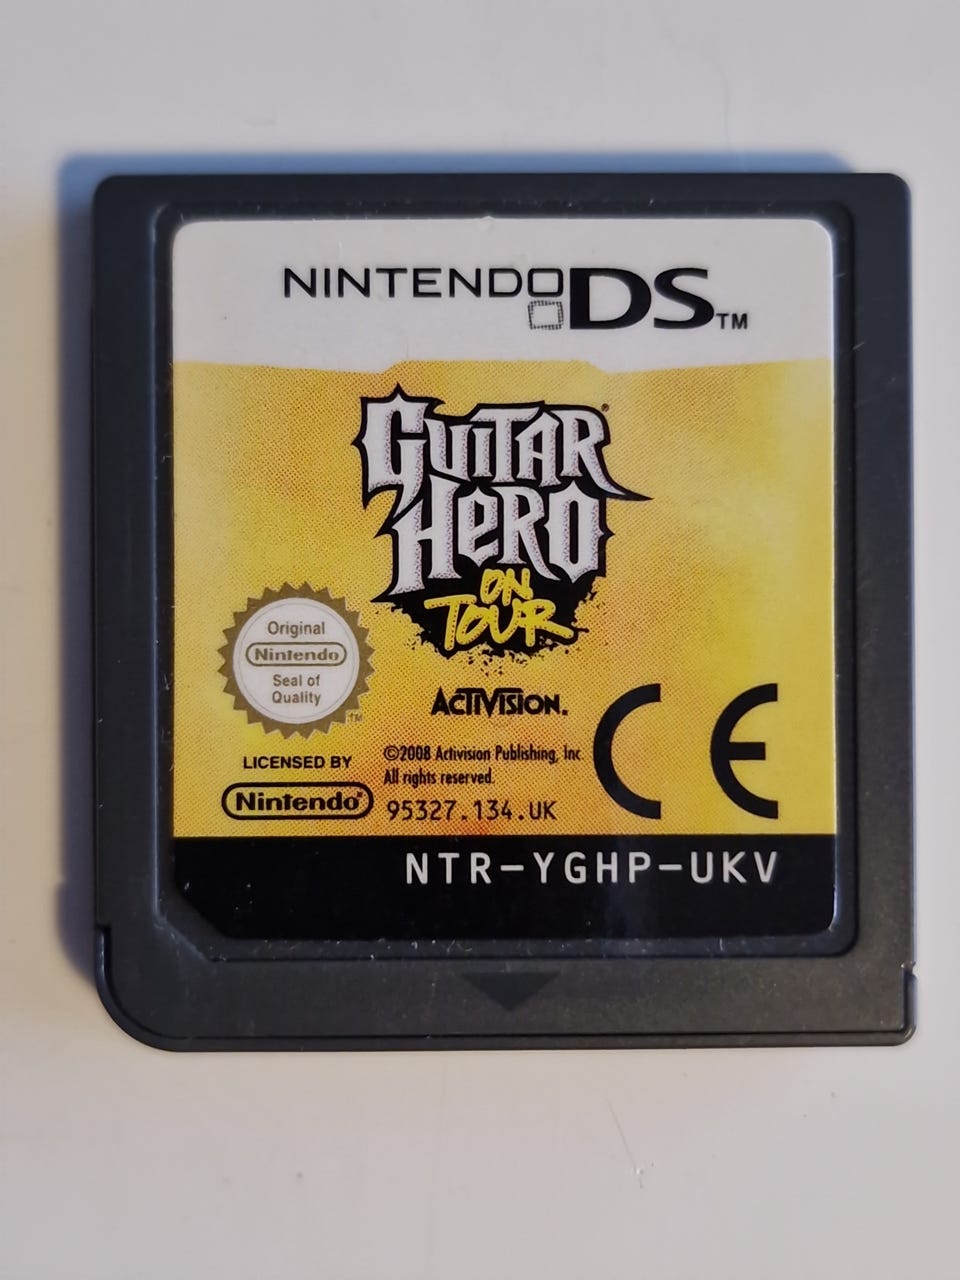 NINTENDO DS™
GUITAR®
HERO
ON
TOUR
Original
Nintendo
Seal of
Quality
TM
ACTIVISION.
LICENSED BY
Nintendo®
©2008 Activision Publishing, Inc.
All rights reserved.
95327.134.UK
CE
NTR-YGHP-UKV